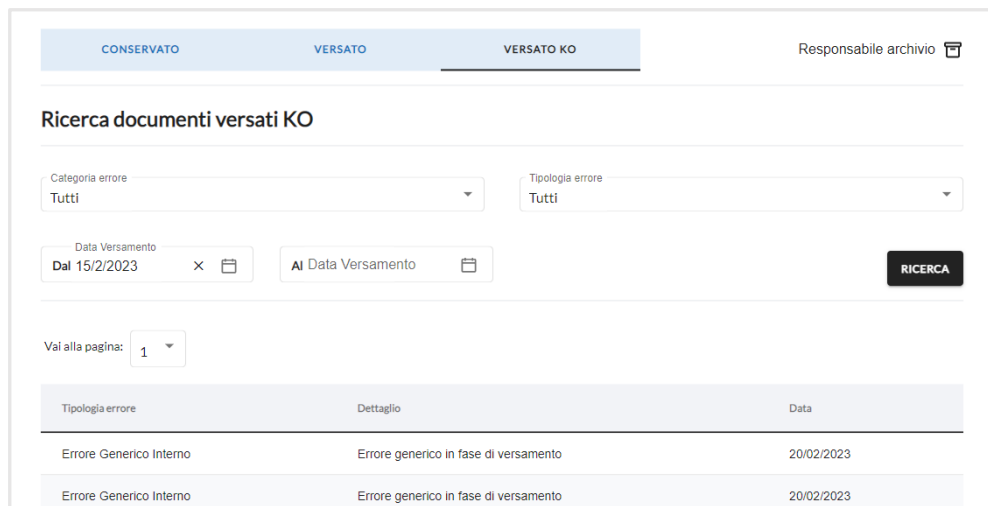 CONSERVATO VERSATO VERSATO KO Responsabile archivio
Ricerca documenti versati KO
Categoria errore Tipologia errore
Tutti Tutti
Data Versamento
Dal 15/2/2023 Al Data Versamento
RICERCA
Vai alla pagina: 1
Tipologia errore Dettaglio Data
Errore Generico Interno Errore generico in fase di versamento 20/02/2023
Errore Generico Interno Errore generico in fase di versamento 20/02/2023